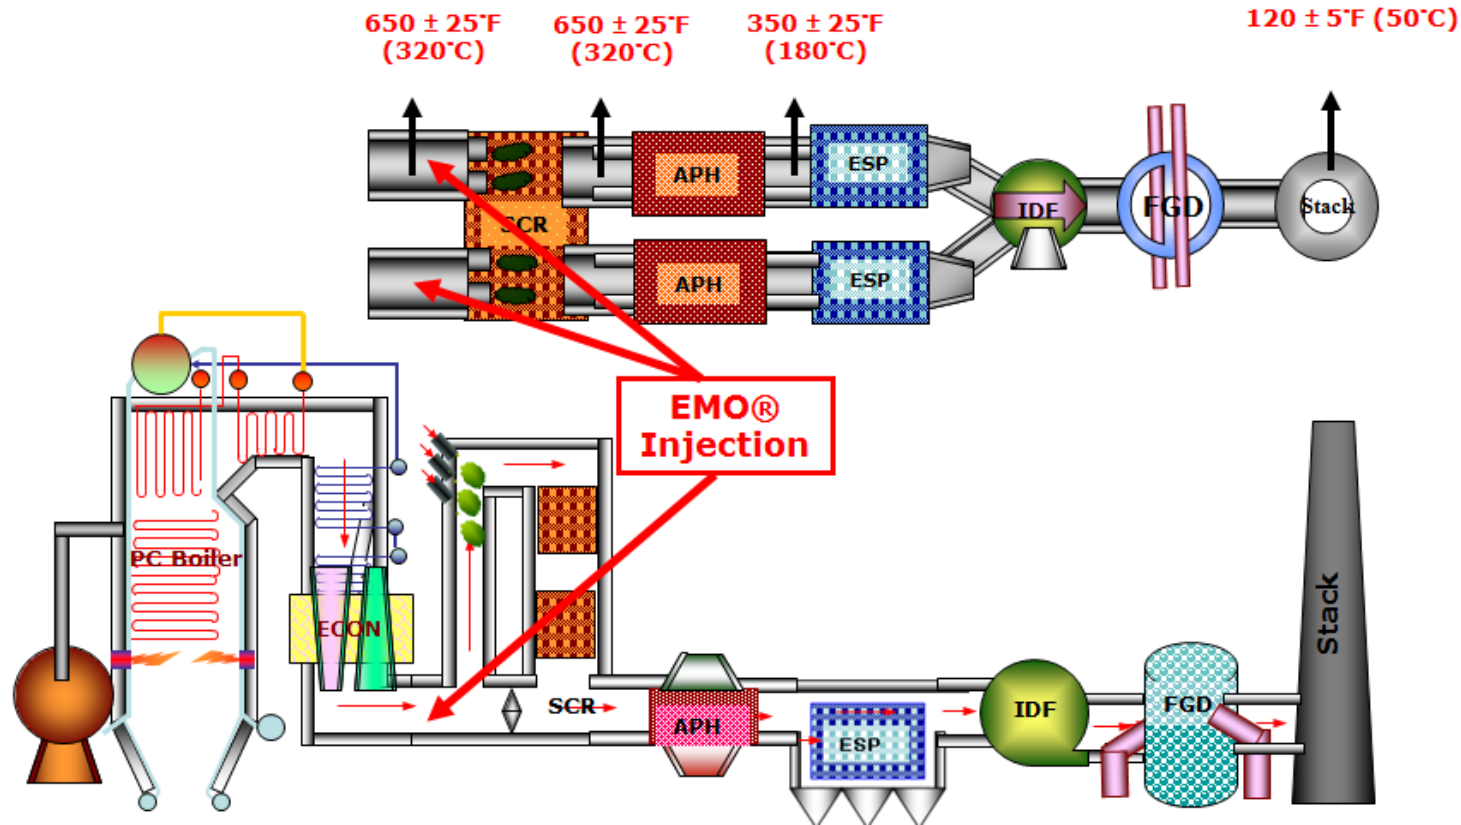 650 ± 25°F
(320°C)
650 ± 25°F
(320°C)
350 ± 25°F
(180°C)
120 ± 5°F (50°C)
SCR
APH
ESP
IDF
FGD
Stack
APH
ESP
EMO®
Injection
PC Boiler
ECON
SCR
APH
ESP
IDF
FGD
Stack